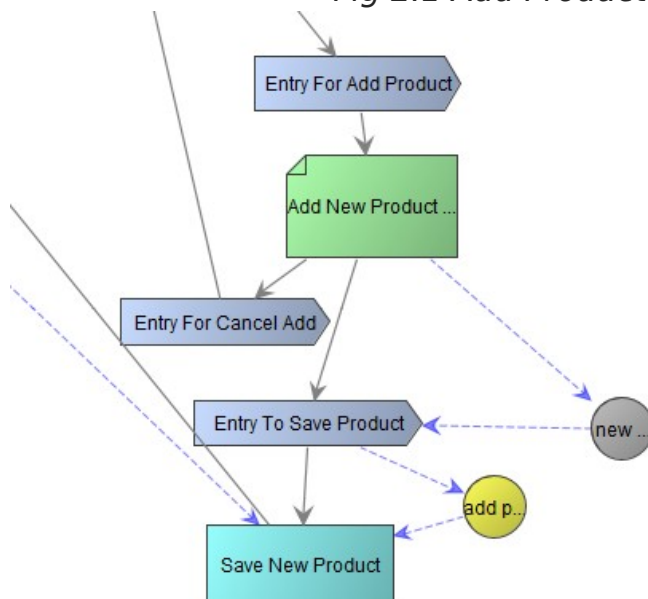 Fig 2.1 Add Product
Entry For Add Product
Add New Product ...
Entry For Cancel Add
Entry To Save Product
new ...
add p...
Save New Product